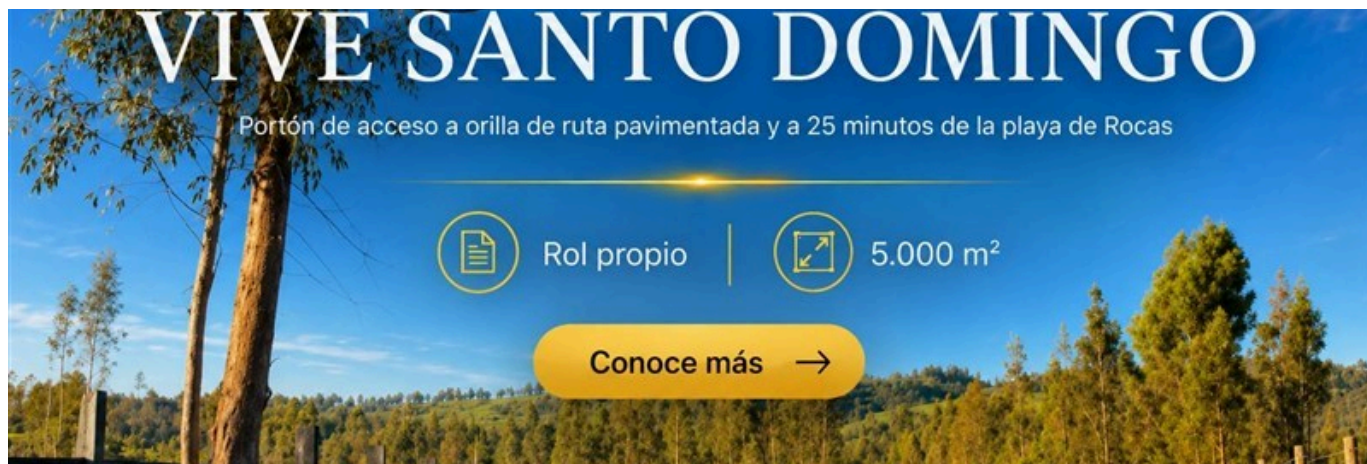 VIVE SANTO DOMINGO
Portón de acceso a orilla de ruta pavimentada y a 25 minutos de la playa de Rocas
Rol propio
5.000 m²
Conoce más →